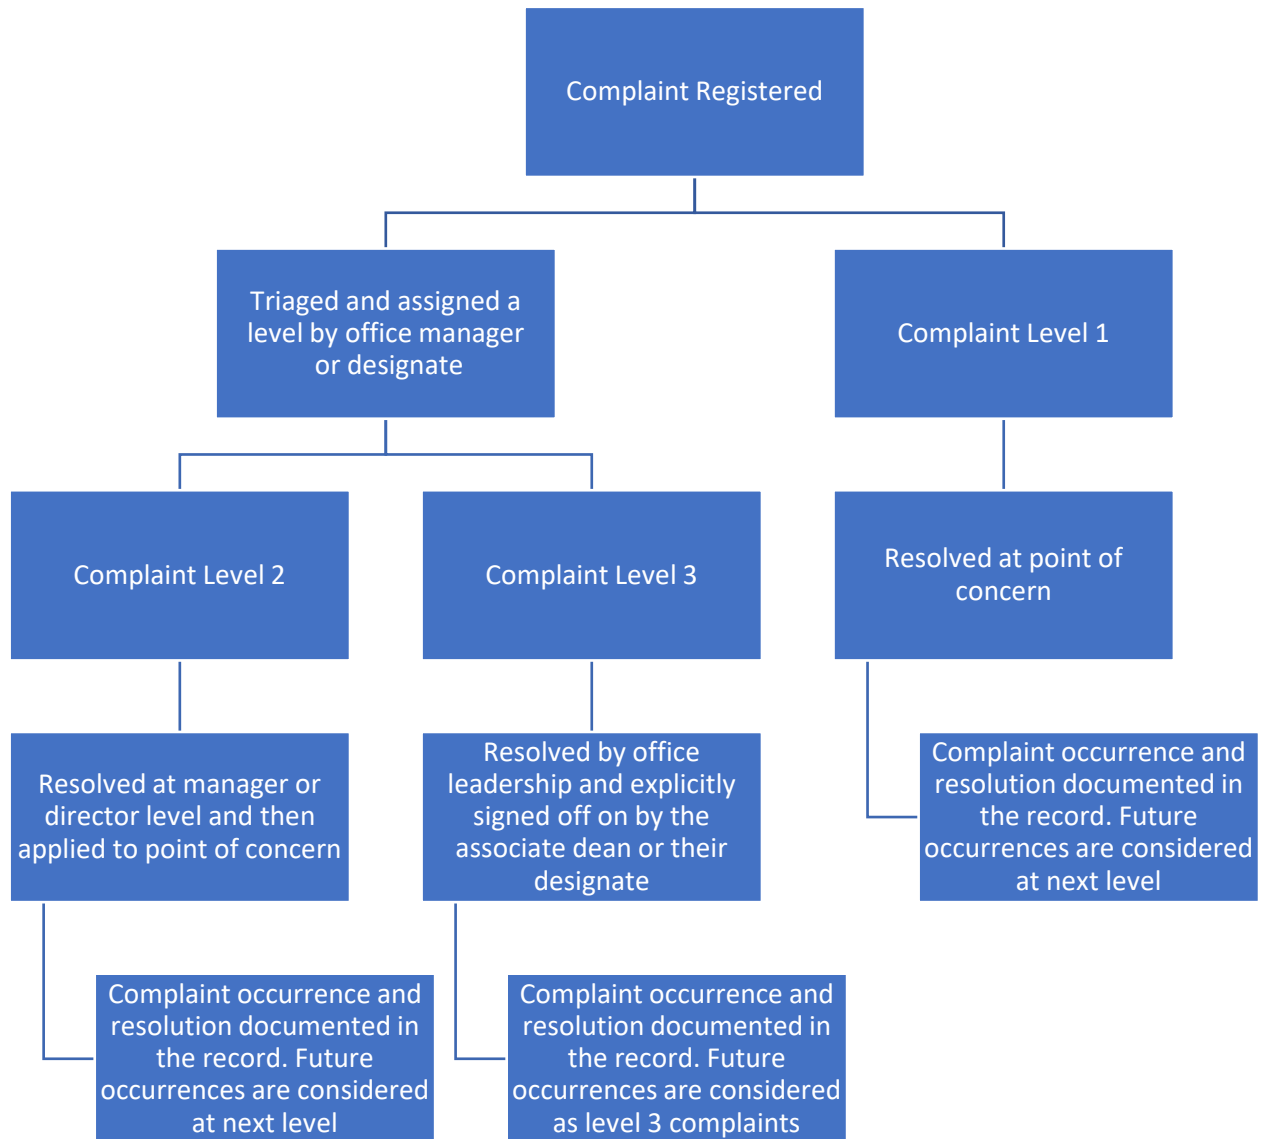 Complaint Registered
Triaged and assigned a
level by office manager
or designate
Complaint Level 1
Complaint Level 2
Complaint Level 3
Resolved at point of
concern
Resolved at manager or
director level and then
applied to point of concern
Resolved by office
leadership and explicitly
signed off on by the
associate dean or their
designate
Complaint occurrence and
resolution documented in
the record. Future
occurrences are considered
at next level
Complaint occurrence and
resolution documented in
the record. Future
occurrences are considered
at next level
Complaint occurrence and
resolution documented in
the record. Future
occurrences are considered
as level 3 complaints